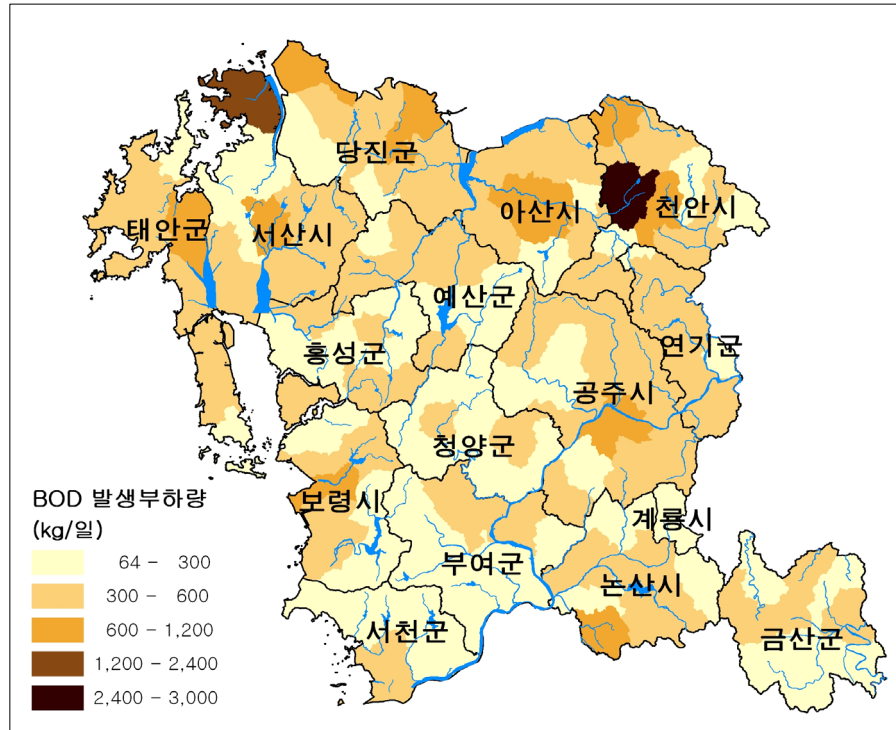 당진군
아산시
천안시
태안군
서산시
예산군
홍성군
연기군
공주시
청양군
보령시
계룡시
부여군
논산시
서천군
금산군
BOD 발생부하량
(kg/일)
64 - 300
300 - 600
600 - 1,200
1,200 - 2,400
2,400 - 3,000